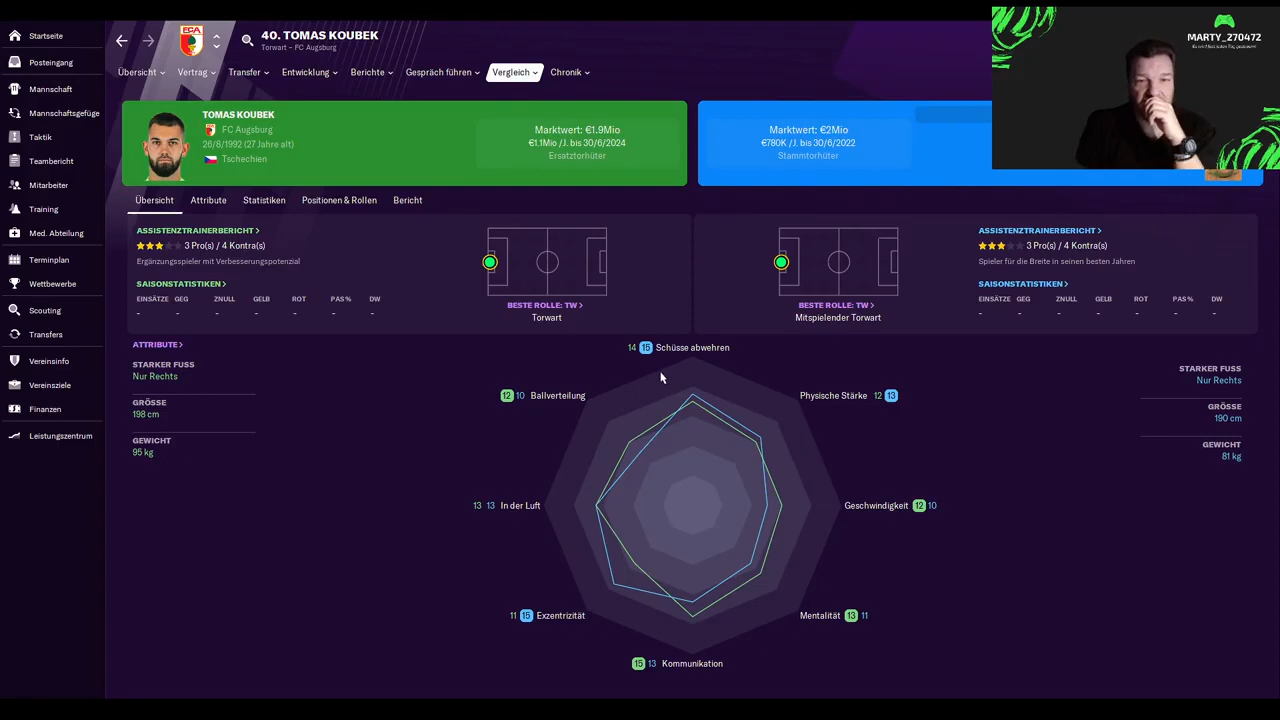 Startseite
Posteingang
Mannschaft
Mannschaftsgefüge
Taktik
Teambericht
Mitarbeiter
Training
Med. Abteilung
Terminplan
Wettbewerbe
Scouting
Transfers
Vereinsinfo
Vereinsziele
Finanzen
Leistungszentrum
FCA
40. TOMAS KOUBEK
Torwart – FC Augsburg
Übersicht Vertrag Transfer Entwicklung Berichte Gespräch führen Vergleich Chronik
MARTY_270472
TOMAS KOUBEK
FC Augsburg
26/8/1992 (27 Jahre alt)
Tschechien
Marktwert: €1.9Mio
€1.1Mio /J. bis 30/6/2024
Ersatztorhüter
Marktwert: €2Mio
€780K /J. bis 30/6/2022
Stammtorhüter
Übersicht Attribute Statistiken Positionen & Rollen Bericht
ASSISTENZTRAINERBERICHT >
3 Pro(s) / 4 Kontra(s)
Ergänzungsspieler mit Verbesserungspotenzial
SAISONSTATISTIKEN >
EINSÄTZE GEG ZNULL GELB ROT PAS% DW
- - - - - - -
BESTE ROLLE: TW >
Torwart
BESTE ROLLE: TW >
Mitspielender Torwart
ASSISTENZTRAINERBERICHT >
3 Pro(s) / 4 Kontra(s)
Spieler für die Breite in seinen besten Jahren
SAISONSTATISTIKEN >
EINSÄTZE GEG ZNULL GELB ROT PAS% DW
- - - - - - -
ATTRIBUTE >
STARKER FUSS
Nur Rechts
GRÖSSE
198 cm
GEWICHT
95 kg
14 15 Schüsse abwehren
12 10 Ballverteilung
Physische Stärke 12 13
13 13 In der Luft
Geschwindigkeit 12 10
11 15 Exzentrizität
Mentalität 13 11
15 13 Kommunikation
STARKER FUSS
Nur Rechts
GRÖSSE
190 cm
GEWICHT
81 kg